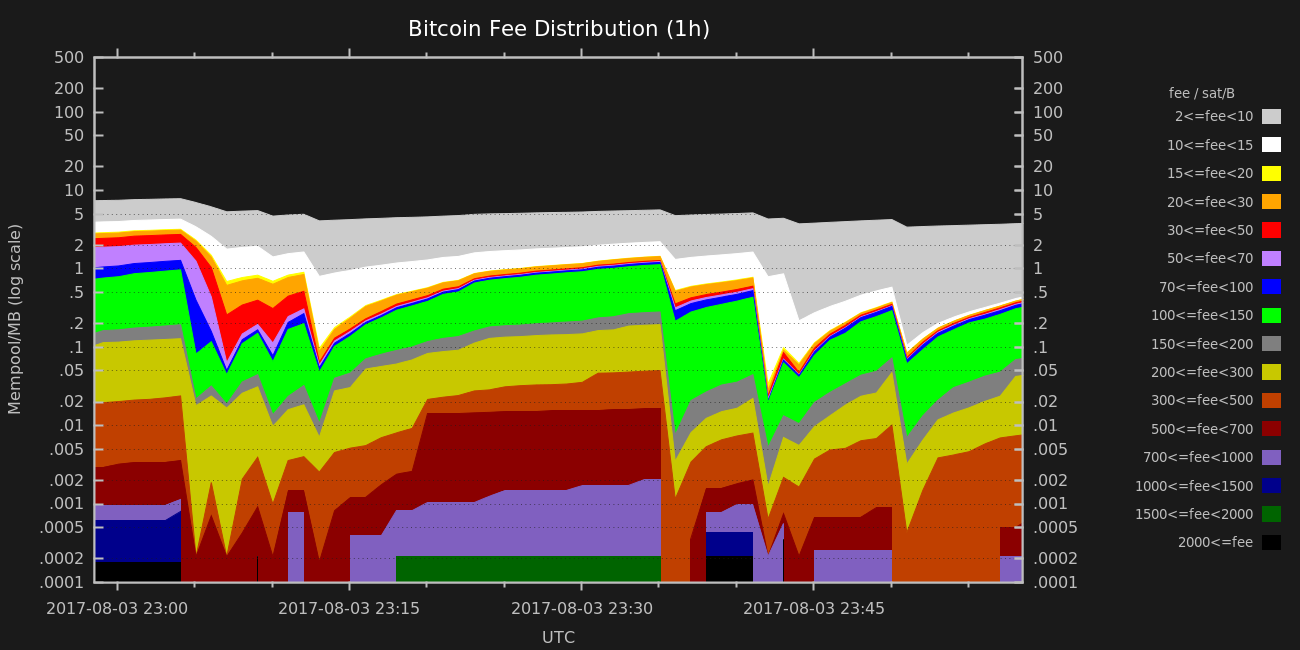 Bitcoin Fee Distribution (1h)
Mempool/MB (log scale)
500
200
100
50
20
10
5
2
1
.5
.2
.1
.05
.02
.01
.005
.002
.001
.0005
.0002
.0001
500
200
100
50
20
10
5
2
1
.5
.2
.1
.05
.02
.01
.005
.002
.001
.0005
.0002
.0001
2017-08-03 23:00
2017-08-03 23:15
2017-08-03 23:30
2017-08-03 23:45
UTC
fee / sat/B
2<=fee<10
10<=fee<15
15<=fee<20
20<=fee<30
30<=fee<50
50<=fee<70
70<=fee<100
100<=fee<150
150<=fee<200
200<=fee<300
300<=fee<500
500<=fee<700
700<=fee<1000
1000<=fee<1500
1500<=fee<2000
2000<=fee